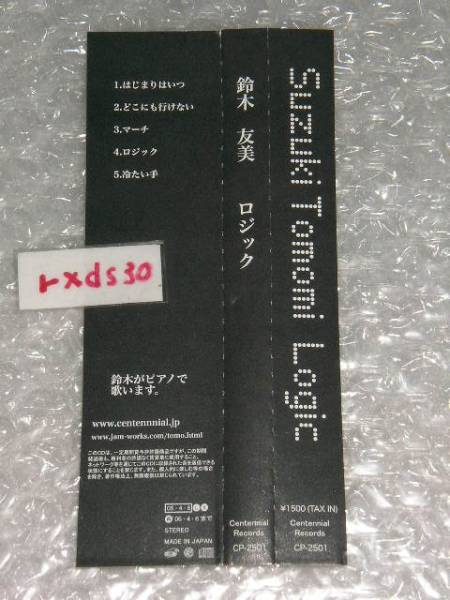 1.はじまりはいつ
2.どこにも行けない
3.マーチ
4.ロジック
5.冷たい手
rxds30
鈴木がピアノで
歌います。
www.centennnial.jp
www.jam-works.com/tomo.html
STEREO
MADE IN JAPAN
鈴木 友美 ロジック
Centennial
Records
CP-2501
Suzuki Tomomi Logic
¥1500 (TAX IN)
Centennial
Records
CP-2501